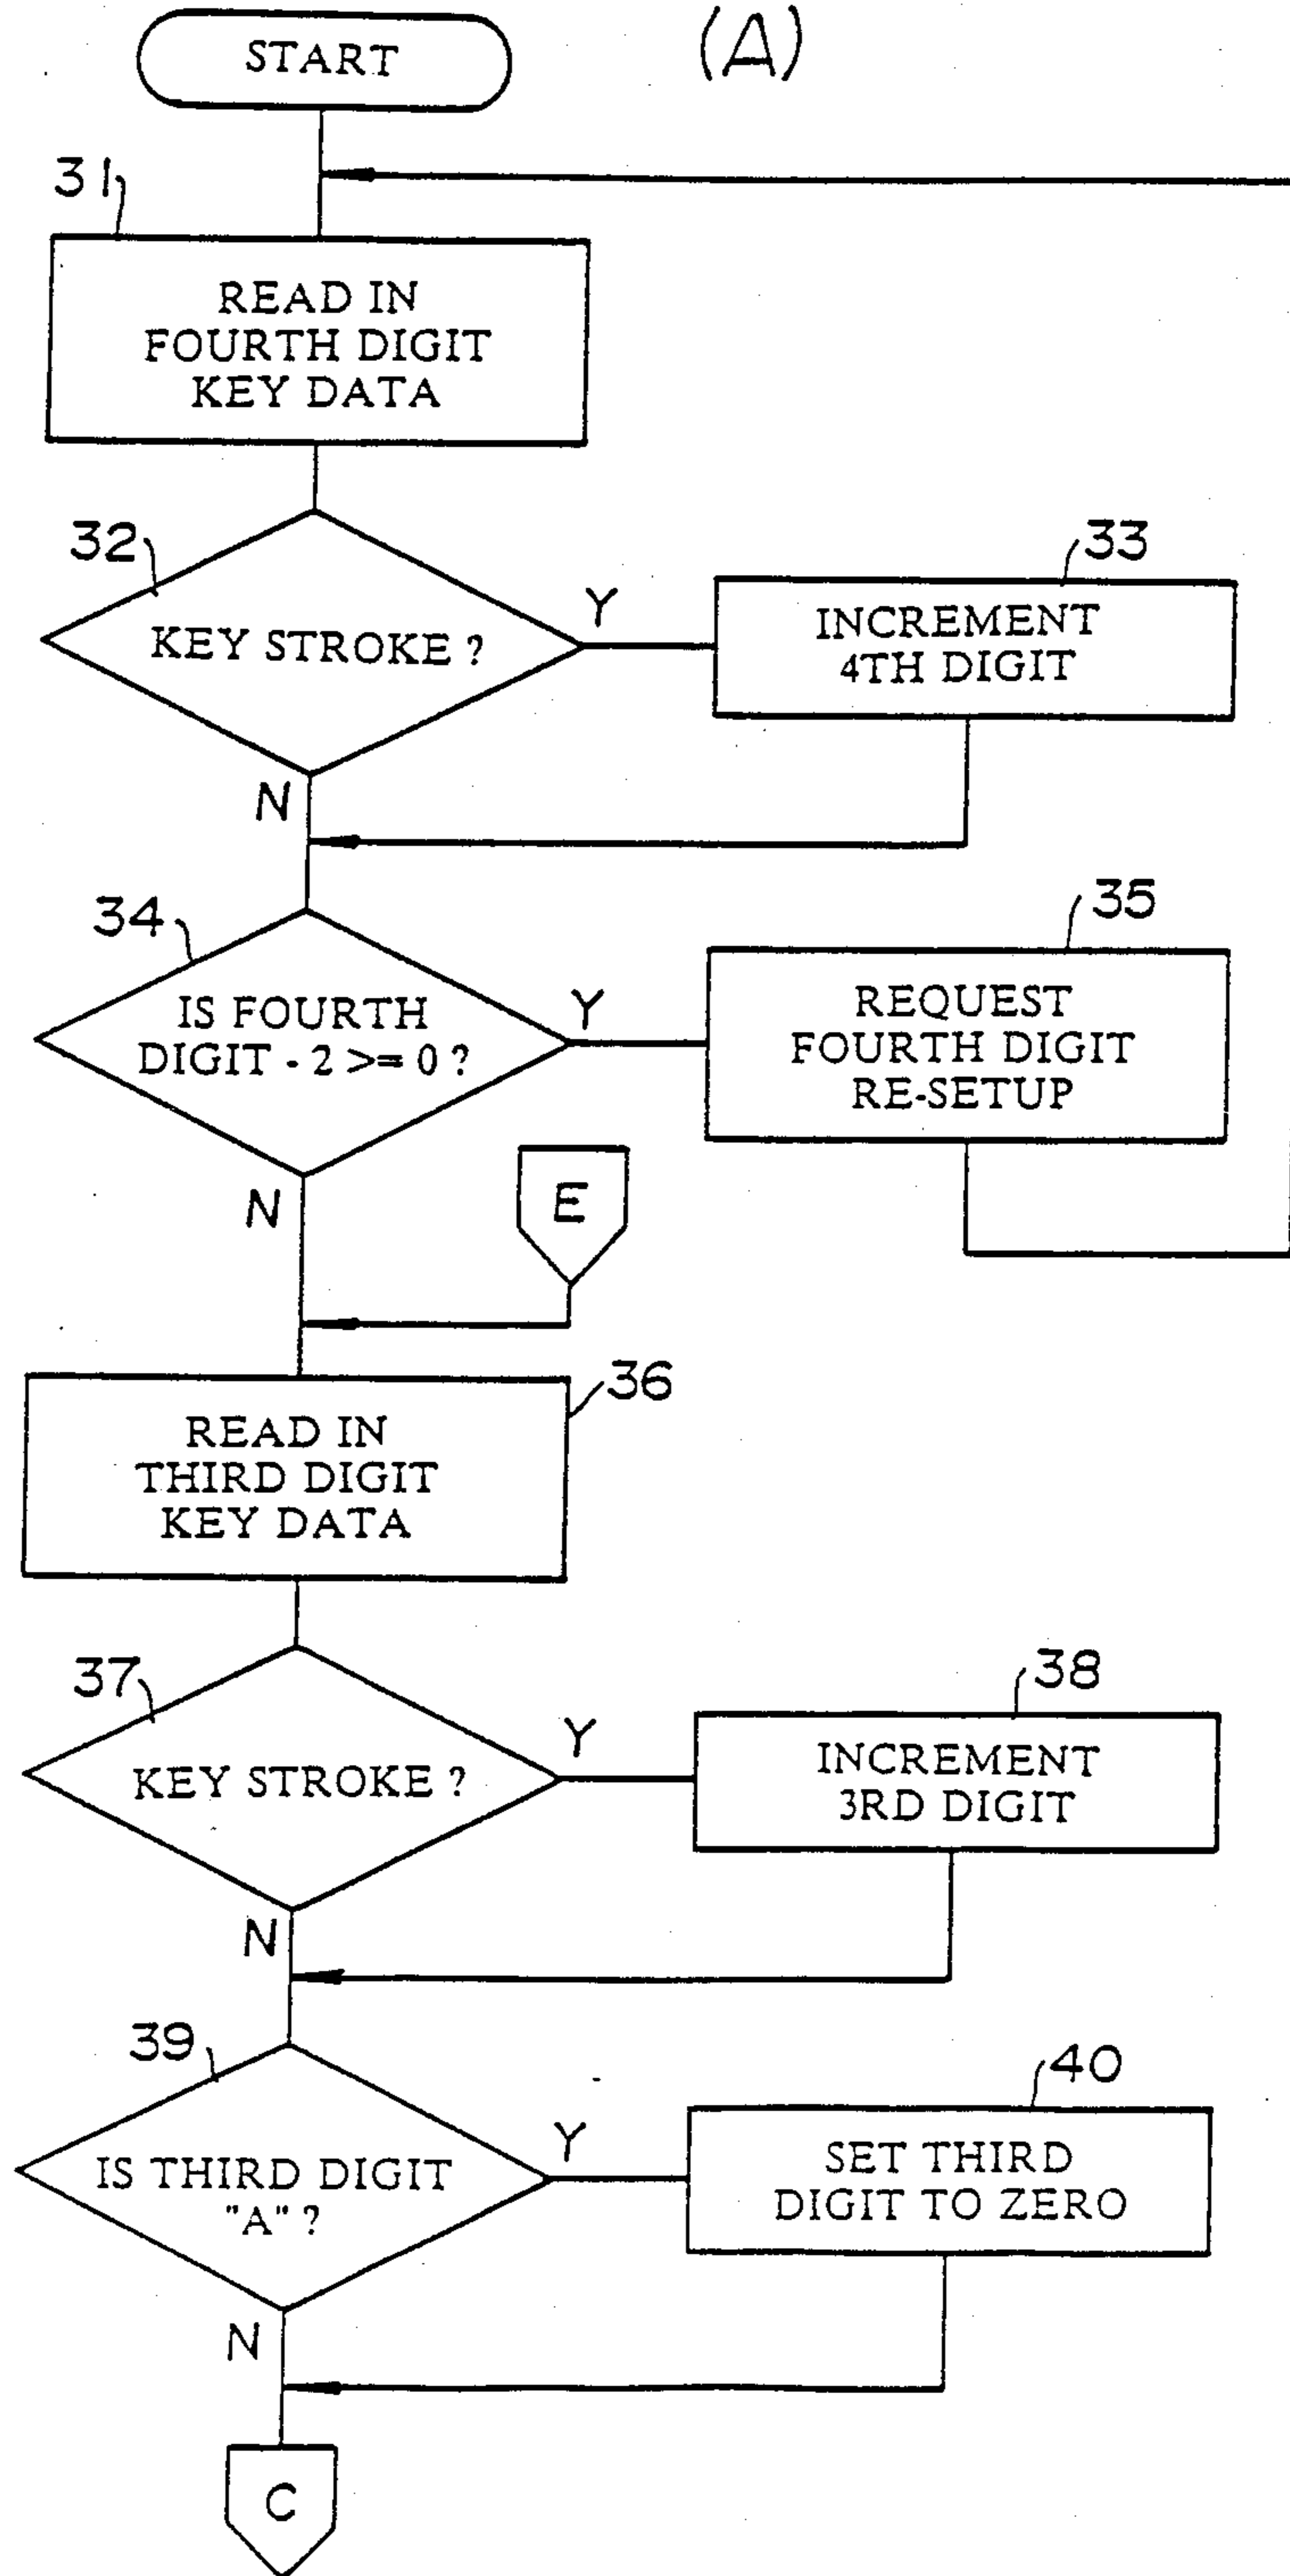 (A)
START
31
READ IN
FOURTH DIGIT
KEY DATA
32
KEY STROKE ?
Y
N
33
INCREMENT
4TH DIGIT
34
IS FOURTH
DIGIT - 2 >= 0 ?
Y
N
35
REQUEST
FOURTH DIGIT
RE-SETUP
E
36
READ IN
THIRD DIGIT
KEY DATA
37
KEY STROKE ?
Y
N
38
INCREMENT
3RD DIGIT
39
IS THIRD DIGIT
"A" ?
Y
N
40
SET THIRD
DIGIT TO ZERO
C